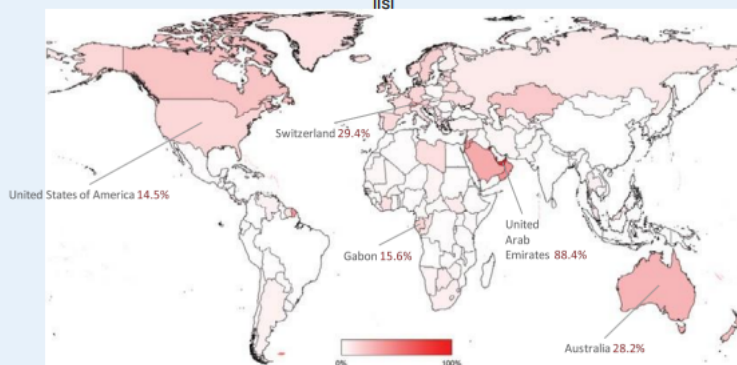 Switzerland 29.4%
United States of America 14.5%
United
Arab
Emirates 88.4%
Gabon 15.6%
Australia 28.2%
0%
100%